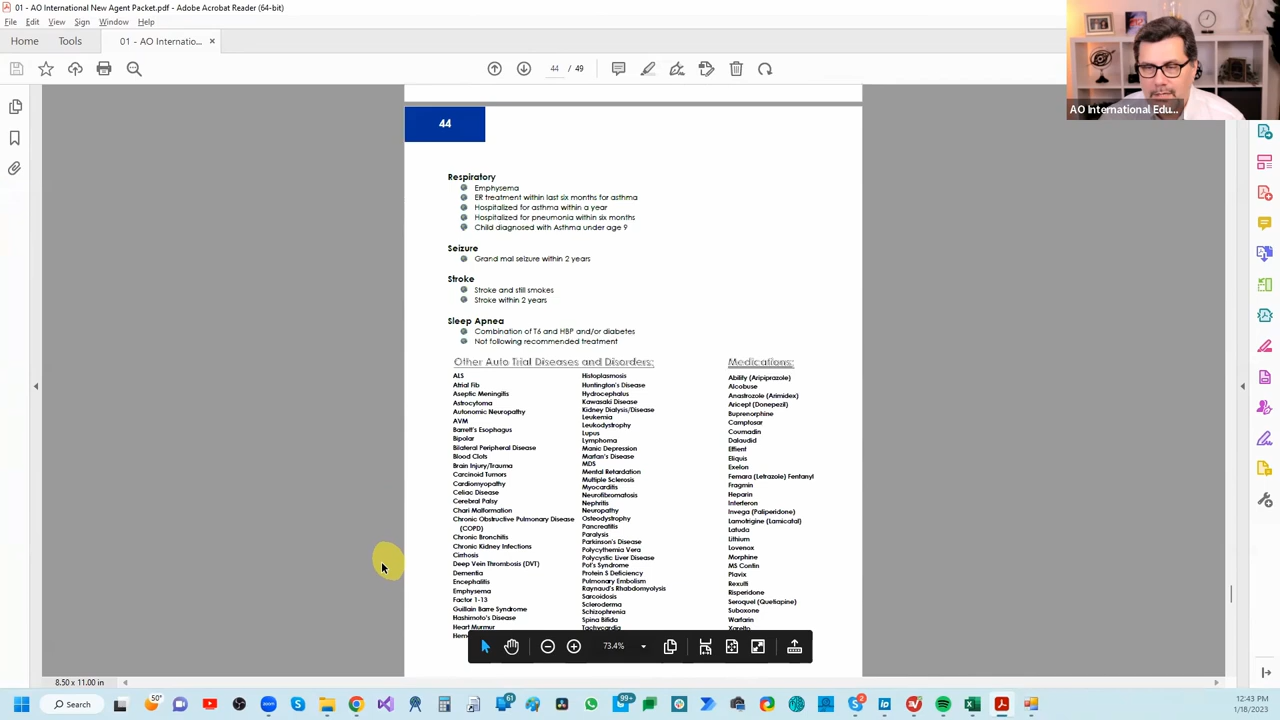 01 - AO International New Agent Packet.pdf - Adobe Acrobat Reader (64-bit)
File Edit View Sign Window Help
Home Tools 01 - AO Internatio... ×
44 / 49
AO International Edu...
44
Respiratory
Emphysema
ER treatment within last six months for asthma
Hospitalized for asthma within a year
Hospitalized for pneumonia within six months
Child diagnosed with Asthma under age 9
Seizure
Grand mal seizure within 2 years
Stroke
Stroke and still smokes
Stroke within 2 years
Sleep Apnea
Combination of T6 and HBP and/or diabetes
Not following recommended treatment
Other Auto Trial Diseases and Disorders:
ALS
Atrial Fib
Aseptic Meningitis
Astrocytoma
Autonomic Neuropathy
AVM
Barrett's Esophagus
Bipolar
Bilateral Peripheral Disease
Blood Clots
Brain Injury/Trauma
Carcinoid Tumors
Cardiomyopathy
Celiac Disease
Cerebral Palsy
Chari Malformation
Chronic Obstructive Pulmonary Disease
(COPD)
Chronic Bronchitis
Chronic Kidney Infections
Cirrhosis
Deep Vein Thrombosis (DVT)
Dementia
Encephalitis
Emphysema
Factor 1-13
Guillain Barre Syndrome
Hashimoto's Disease
Heart Murmur
Histoplasmosis
Huntington's Disease
Hydrocephalus
Kawasaki Disease
Kidney Dialysis/Disease
Leukemia
Leukodystrophy
Lupus
Lymphoma
Manic Depression
Marfan's Disease
MDS
Mental Retardation
Multiple Sclerosis
Myocarditis
Neurofibromatosis
Nephritis
Neuropathy
Osteodystrophy
Pancreatitis
Paralysis
Parkinson's Disease
Polycythemia Vera
Polycystic Liver Disease
Pot's Syndrome
Protein S Deficiency
Pulmonary Embolism
Raynaud's Rhabdomyolysis
Sarcoidosis
Scleroderma
Schizophrenia
Spina Bifida
Tachycardia
Medications:
Abilify (Aripiprazole)
Alcobuse
Anastrozole (Arimidex)
Aricept (Donepezil)
Buprenorphine
Camptosar
Coumadin
Dalaudid
Effient
Eliquis
Exelon
Femara (Letrazole) Fentanyl
Fragmin
Heparin
Interferon
Invega (Paliperidone)
Lamotrigine (Lamicatal)
Latuda
Lithium
Lovenox
Morphine
MS Contin
Plavix
Rexulti
Risperidone
Seroquel (Quetiapine)
Suboxone
Warfarin
Xarelto
73.4%
8.50 x 11.00 in
Search
50°
61
99+
2
12:43 PM
1/18/2023